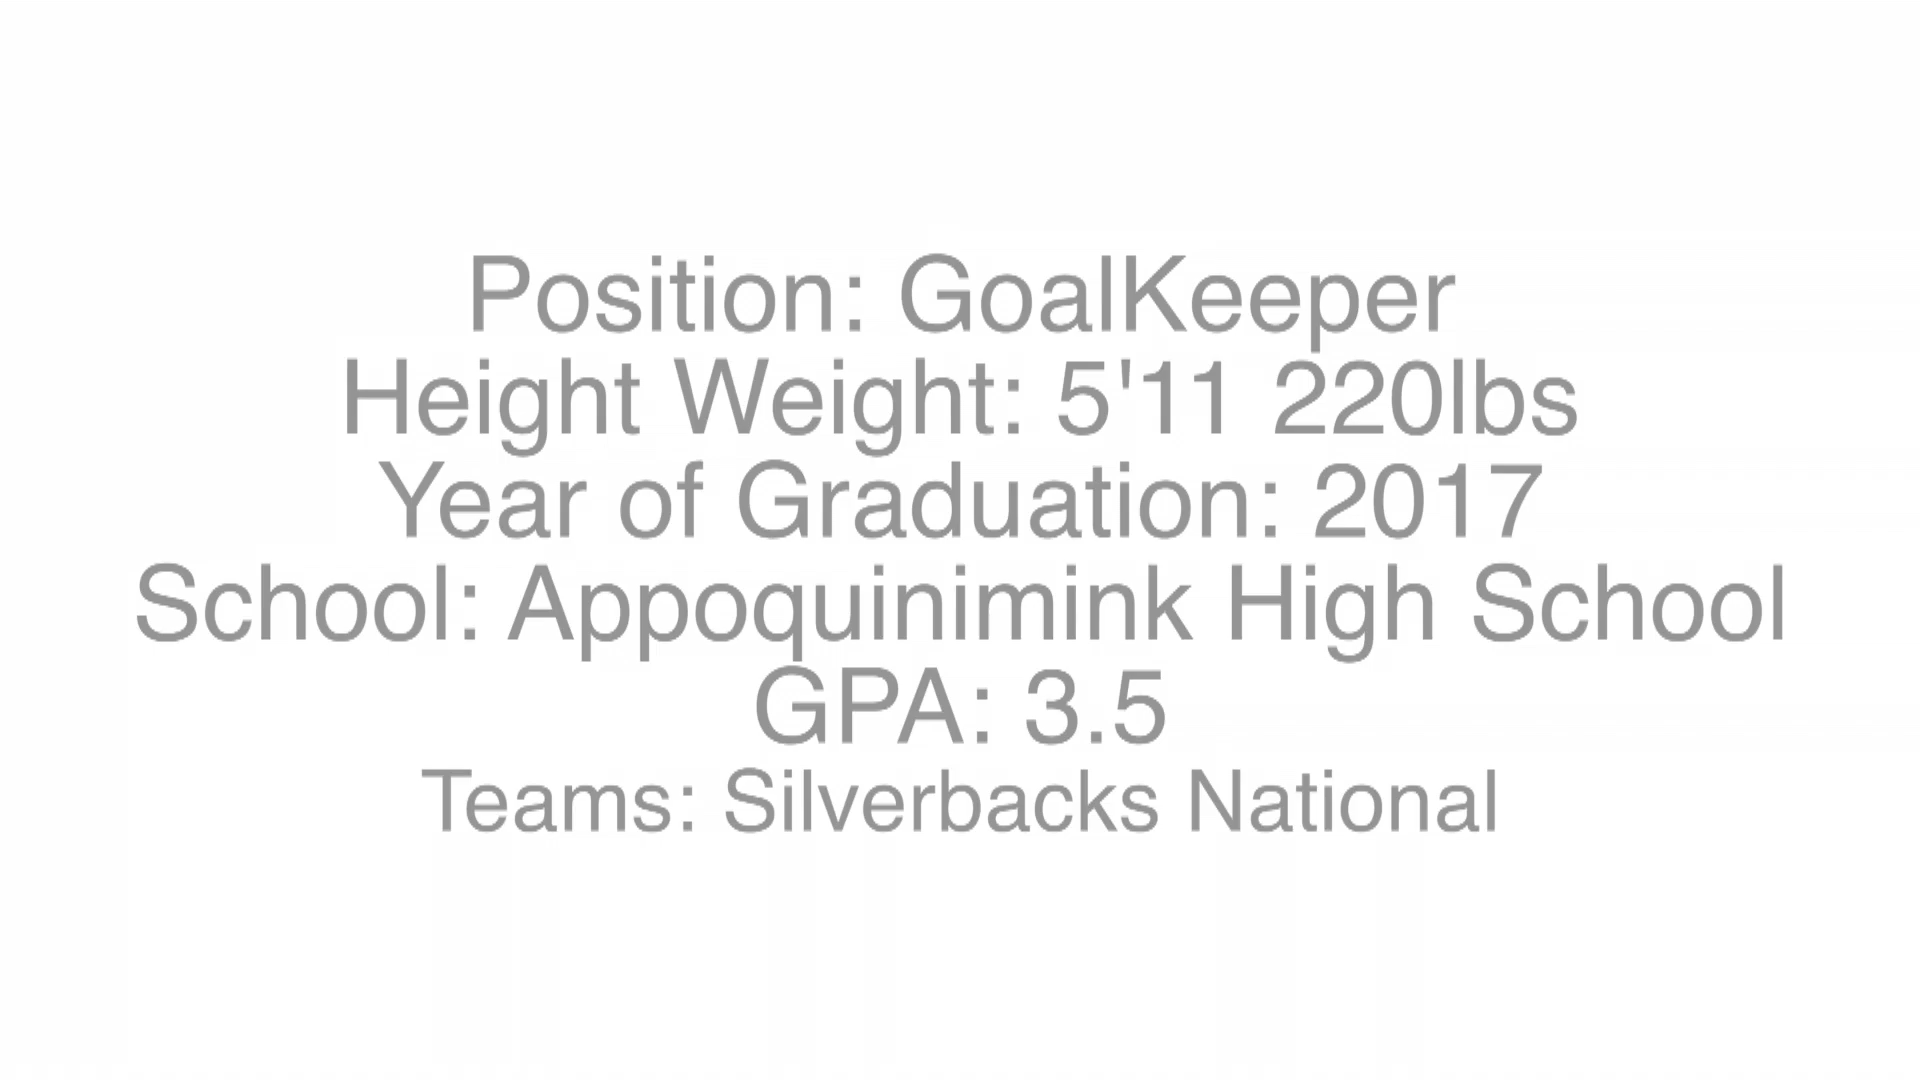 Position: GoalKeeper
Height Weight: 5'11 220lbs
Year of Graduation: 2017
School: Appoquinimink High School
GPA: 3.5
Teams: Silverbacks National